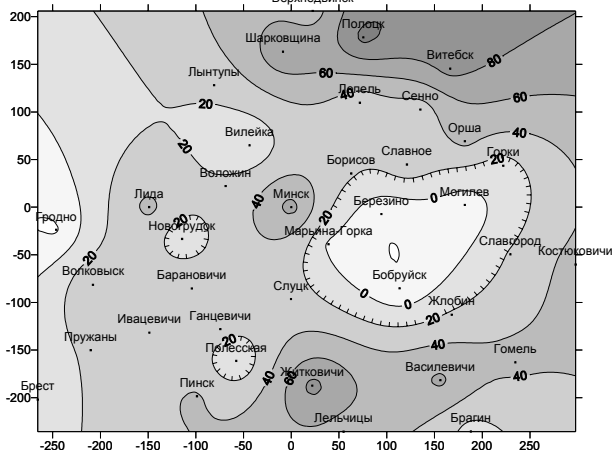 Верхнедвинск
200
Полоцк
Шарковщина
Витебск
80
150
60
Лынтупы
Лепель
40
Сенно
60
100
20
Вилейка
Орша
40
20
Славное
Горки
20
50
Борисов
Воложин
Лида
40
Минск
Березино
0
Могилев
0
Гродно
20
Новогрудок
20
Марьина-Горка
Славгород
Костюковичи
20
-50
Волковыск
Барановичи
Бобруйск
Слуцк
0
0
Жлобин
-100
Ивацевичи
Ганцевичи
20
Пружаны
20
Полесская
40
Гомель
-150
Брест
Пинск
40
60
Житковичи
Василевичи
40
-200
Лельчицы
Брагин
-250 -200 -150 -100 -50 0 50 100 150 200 250